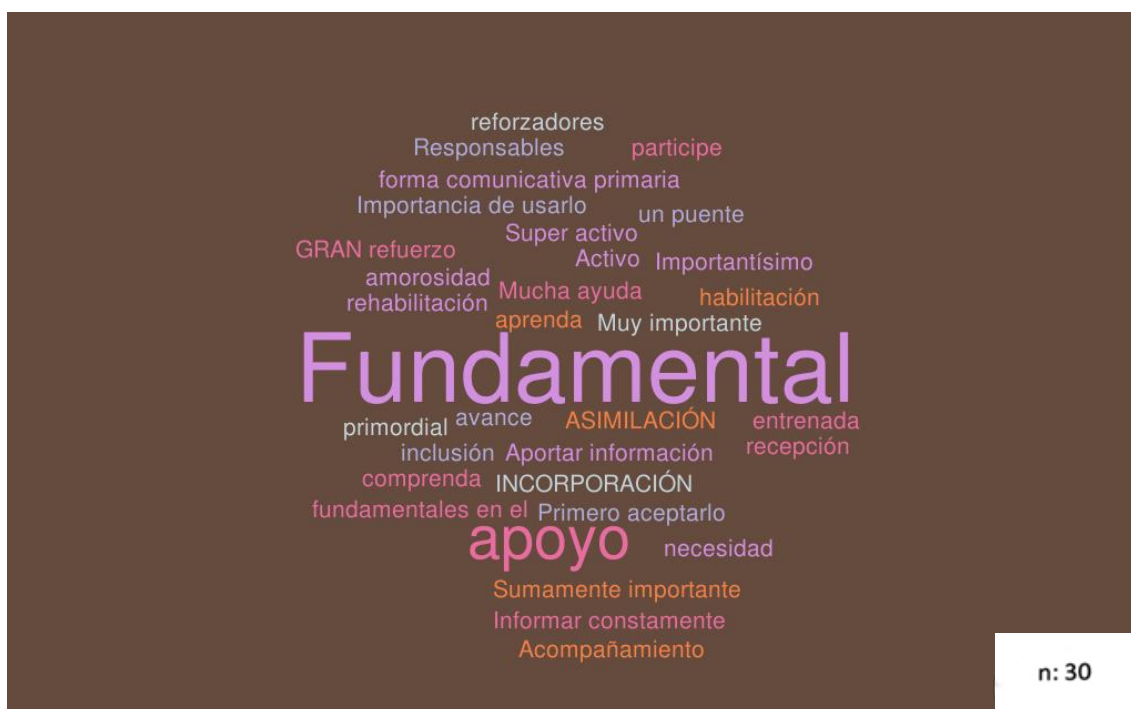 reforzadores
Responsables
participe
forma comunicativa primaria
Importancia de usarlo
un puente
Super activo
GRAN refuerzo
Activo
Importantísimo
amorosidad
Mucha ayuda
habilitación
rehabilitación
aprenda
Muy importante
Fundamental
primordial
avance
ASIMILACIÓN
entrenada
inclusión
Aportar información
recepción
comprenda
INCORPORACIÓN
fundamentales en el
Primero aceptarlo
apoyo
necesidad
Sumamente importante
Informar constamente
Acompañamiento
n: 30